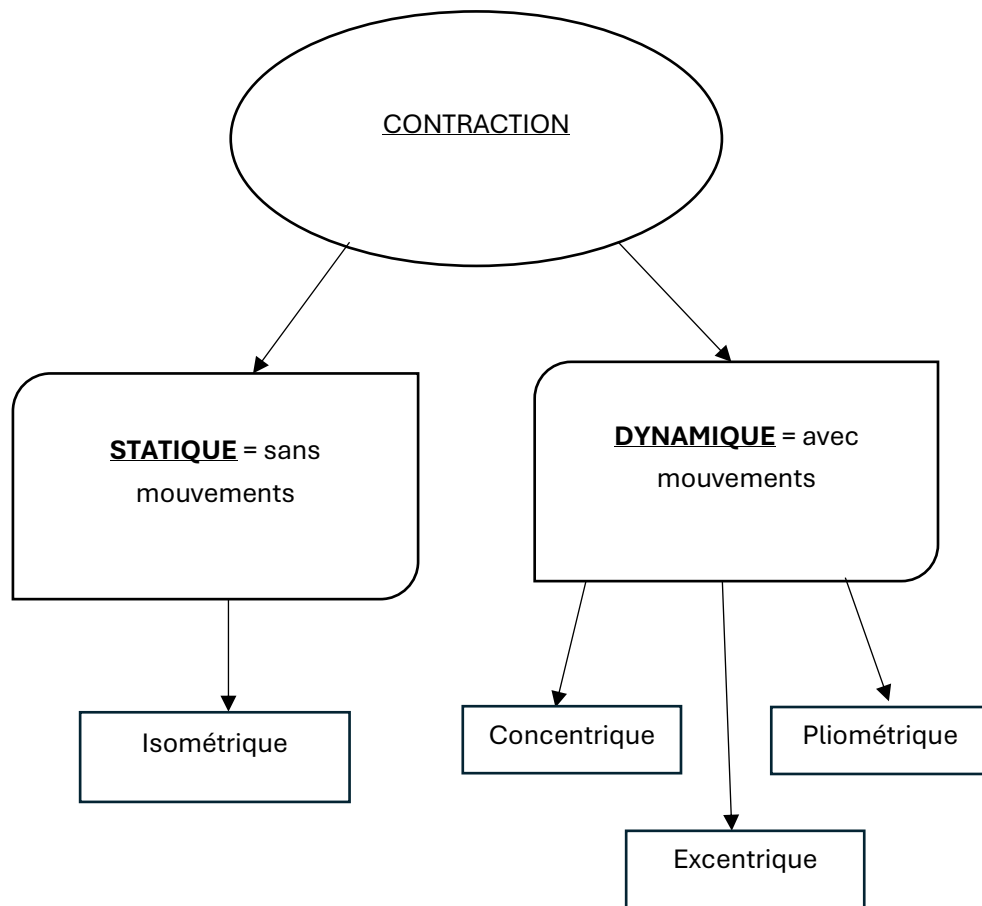 CONTRACTION
STATIQUE = sans
mouvements
DYNAMIQUE = avec
mouvements
Isométrique
Concentrique
Pliométrique
Excentrique